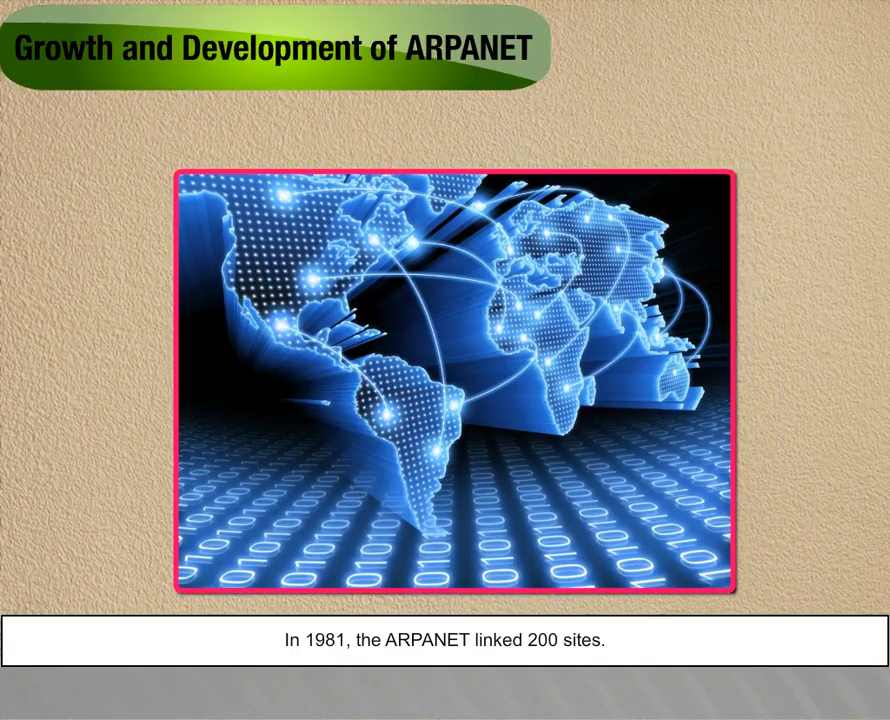 Growth and Development of ARPANET
In 1981, the ARPANET linked 200 sites.